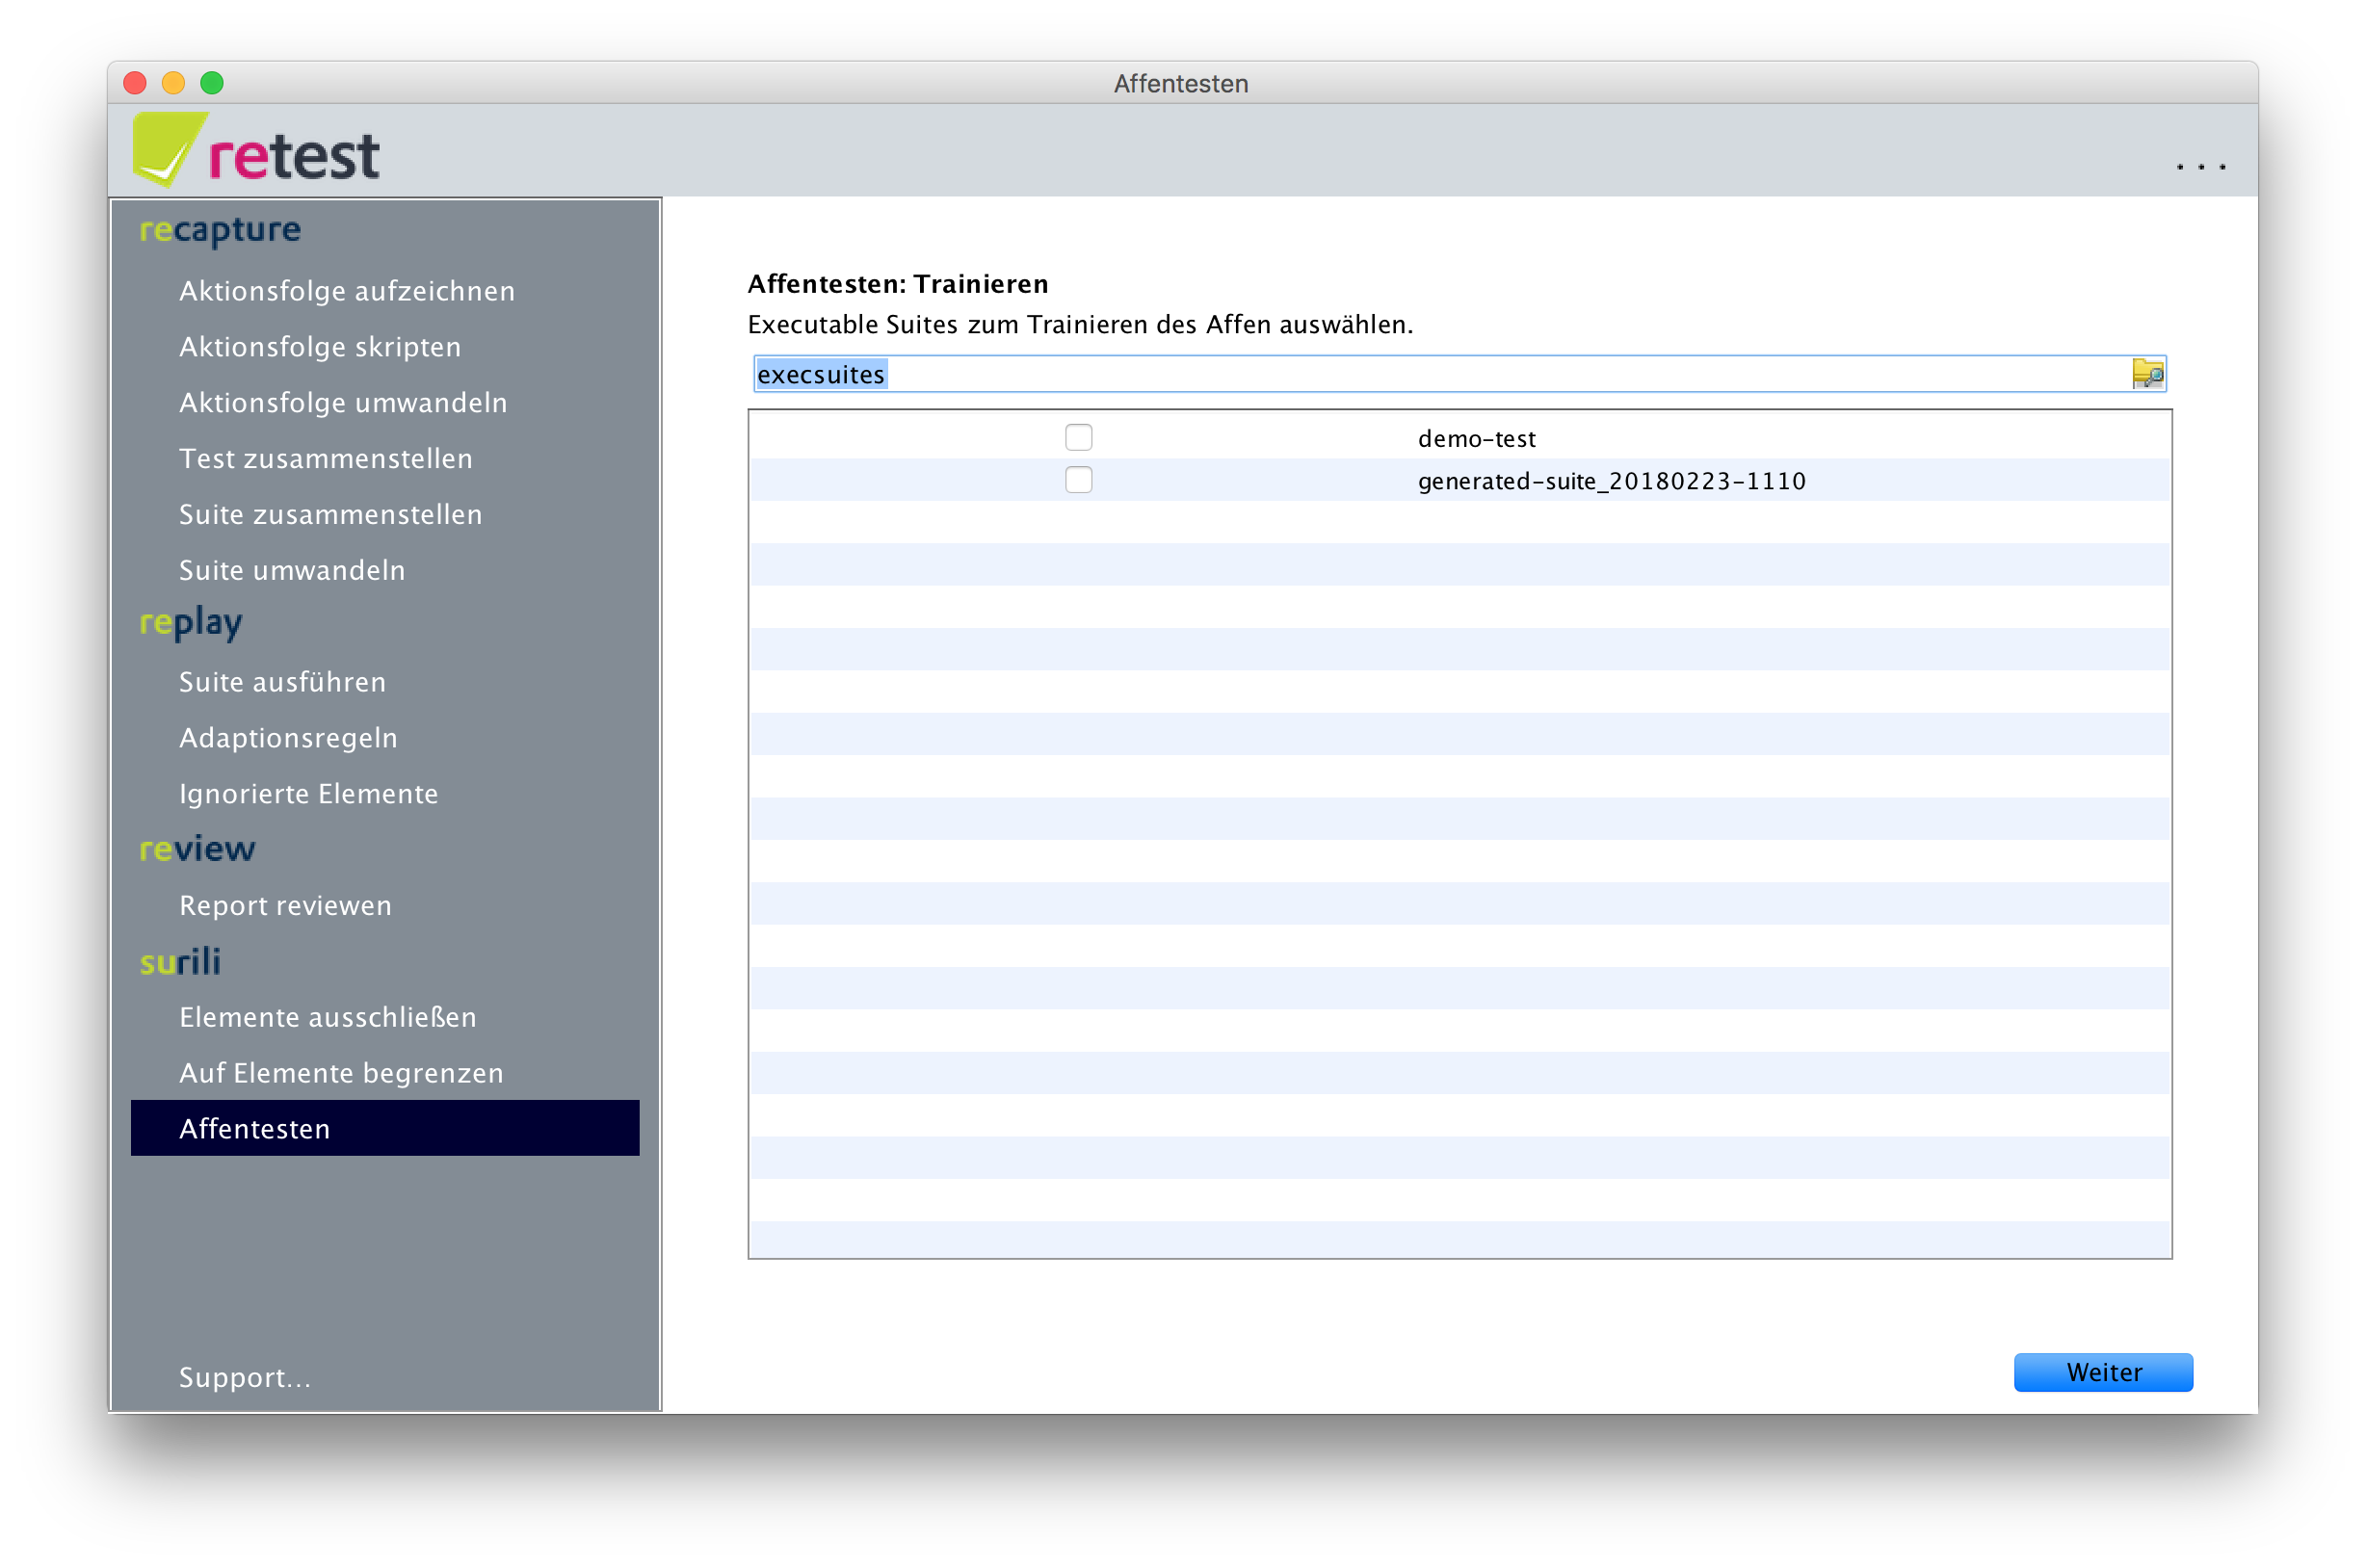 Affentesten
retest
...
recapture
Aktionsfolge aufzeichnen
Aktionsfolge skripten
Aktionsfolge umwandeln
Test zusammenstellen
Suite zusammenstellen
Suite umwandeln
replay
Suite ausführen
Adaptionsregeln
Ignorierte Elemente
review
Report reviewen
surili
Elemente ausschließen
Auf Elemente begrenzen
Affentesten
Support...
Affentesten: Trainieren
Executable Suites zum Trainieren des Affen auswählen.
execsuites
demo-test
generated-suite_20180223-1110
Weiter